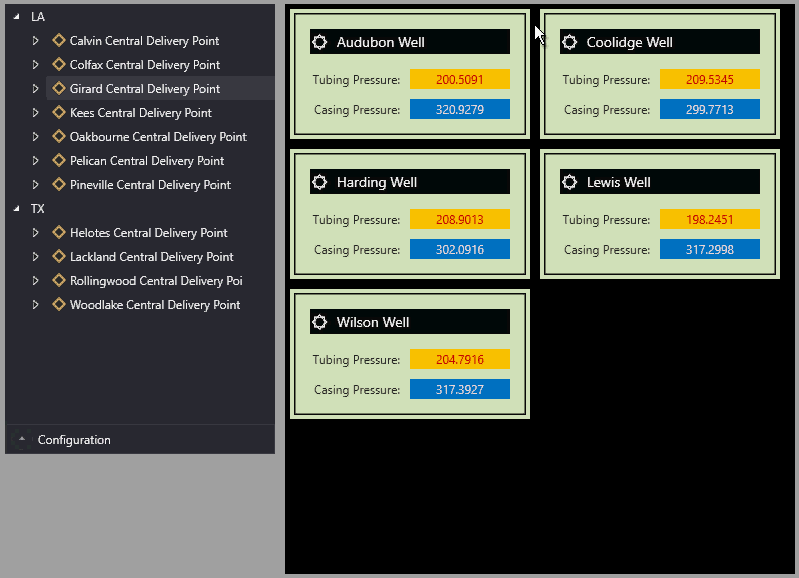 LA
Calvin Central Delivery Point
Colfax Central Delivery Point
Girard Central Delivery Point
Kees Central Delivery Point
Oakbourne Central Delivery Point
Pelican Central Delivery Point
Pineville Central Delivery Point
TX
Helotes Central Delivery Point
Lackland Central Delivery Point
Rollingwood Central Delivery Poi
Woodlake Central Delivery Point
Configuration
Audubon Well
Tubing Pressure: 200.5091
Casing Pressure: 320.9279
Coolidge Well
Tubing Pressure: 209.5345
Casing Pressure: 299.7713
Harding Well
Tubing Pressure: 208.9013
Casing Pressure: 302.0916
Lewis Well
Tubing Pressure: 198.2451
Casing Pressure: 317.2998
Wilson Well
Tubing Pressure: 204.7916
Casing Pressure: 317.3927